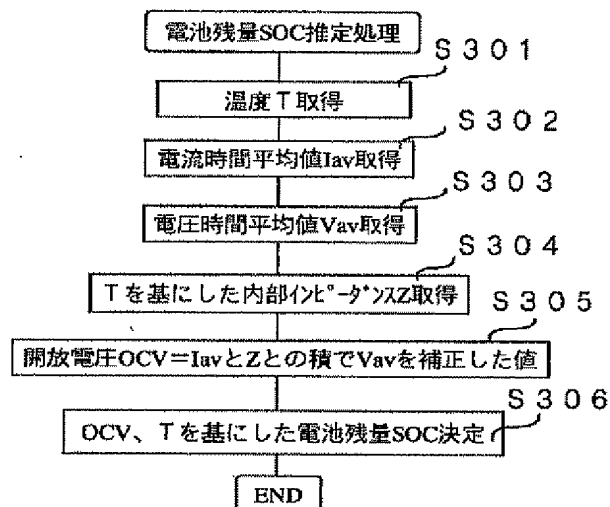 電池残量SOC推定処理
S301
温度T取得
S302
電流時間平均値Iav取得
S303
電圧時間平均値Vav取得
S304
Tを基にした内部インピーダンスZ取得
S305
開放電圧OCV＝IavとZとの積でVavを補正した値
S306
OCV、Tを基にした電池残量SOC決定
END